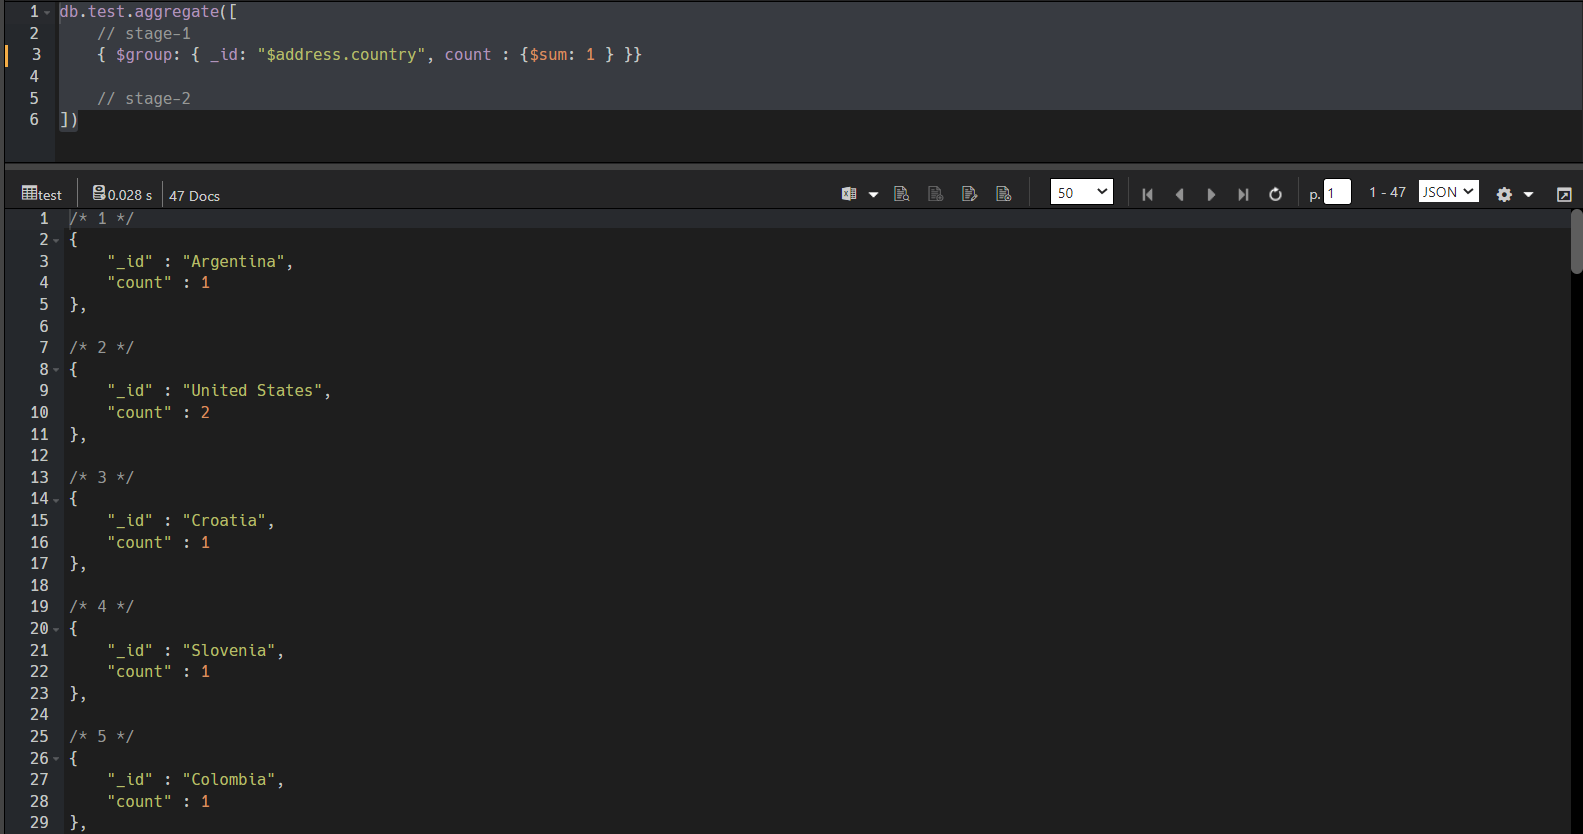 1 db.test.aggregate([
2 // stage-1
3 { $group: { _id: "$address.country", count : {$sum: 1 } }}
4
5 // stage-2
6 ])
test 0.028 s 47 Docs 50 p. 1 1 - 47 JSON
1 /* 1 */
2 {
3 "_id" : "Argentina",
4 "count" : 1
5 },
6
7 /* 2 */
8 {
9 "_id" : "United States",
10 "count" : 2
11 },
12
13 /* 3 */
14 {
15 "_id" : "Croatia",
16 "count" : 1
17 },
18
19 /* 4 */
20 {
21 "_id" : "Slovenia",
22 "count" : 1
23 },
24
25 /* 5 */
26 {
27 "_id" : "Colombia",
28 "count" : 1
29 },